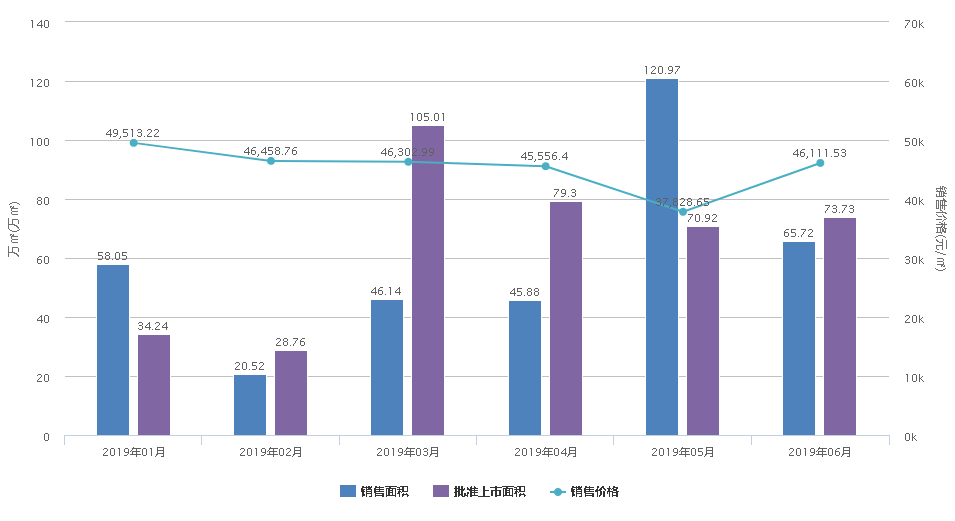 140
120
100
80
60
40
20
0
万㎡(万㎡)
70k
60k
50k
40k
30k
20k
10k
0k
销售价格(元/㎡)
49,513.22
46,458.76
46,302.99
45,556.4
37,828.65
46,111.53
58.05
34.24
20.52
28.76
46.14
105.01
45.88
79.3
120.97
70.92
65.72
73.73
2019年01月
2019年02月
2019年03月
2019年04月
2019年05月
2019年06月
销售面积
批准上市面积
销售价格